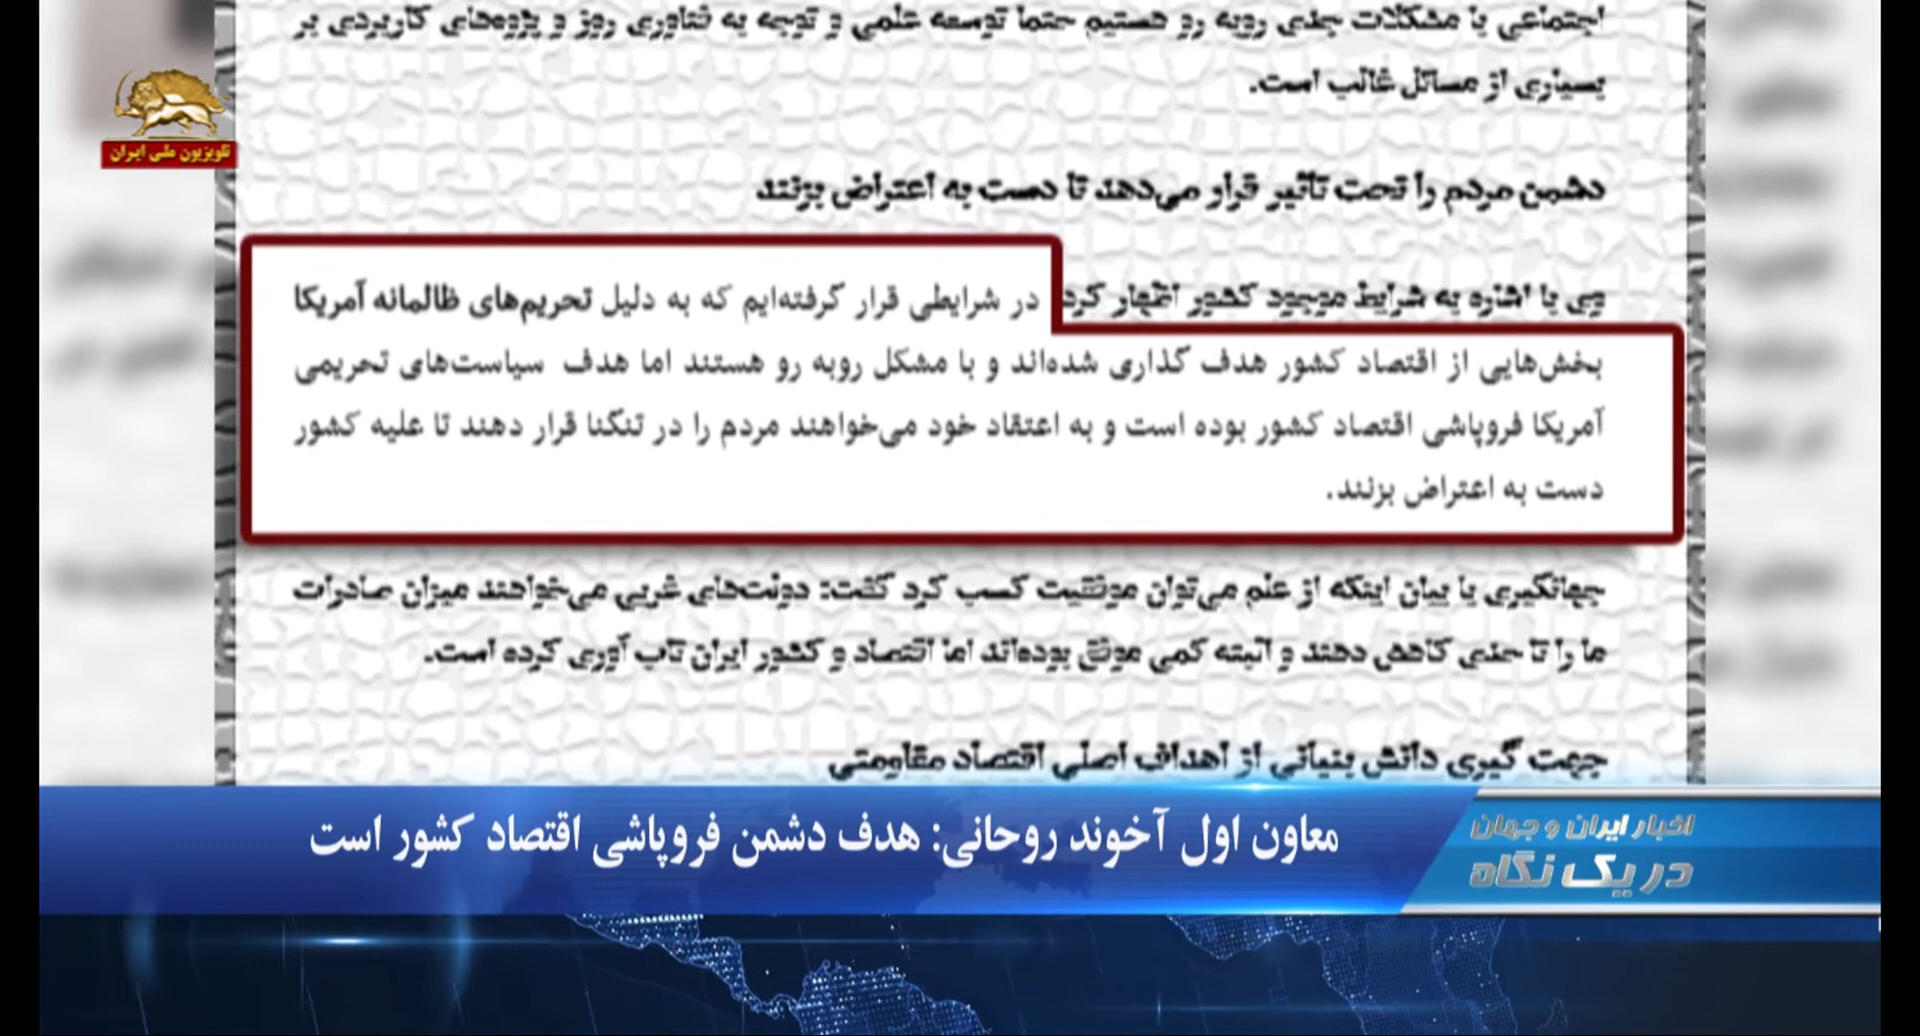 اجتماعی با مشکلات جدی روبه رو هستیم حتما توسعه علمی و توجه به فناوری روز و پژوه‌های کاربردی بر
بسیاری از مسائل غالب است.
تلویزیون ملی ایران
دشمن مردم را تحت تاثیر قرار می‌دهد تا دست به اعتراض بزنند
وی با اشاره به شرایط موجود کشور اظهار کرد در شرایطی قرار گرفته‌ایم که به دلیل تحریم‌های ظالمانه آمریکا
بخش‌هایی از اقتصاد کشور هدف گذاری شده‌اند و با مشکل روبه رو هستند اما هدف سیاست‌های تحریمی
آمریکا فروپاشی اقتصاد کشور بوده است و به اعتقاد خود می‌خواهند مردم را در تنگنا قرار دهند تا علیه کشور
دست به اعتراض بزنند.
جهانگیری با بیان اینکه از علم می‌توان موفقیت کسب کرد گفت: دولت‌های غربی می‌خواهند میزان صادرات
ما را تا حدی کاهش دهند و البته کمی موفق بوده‌اند اما اقتصاد و کشور ایران تاب آوری کرده است.
جهت گیری دانش بنیانی از اهداف اصلی اقتصاد مقاومتی
معاون اول آخوند روحانی: هدف دشمن فروپاشی اقتصاد کشور است
اخبار ایران و جهان
در یک نگاه